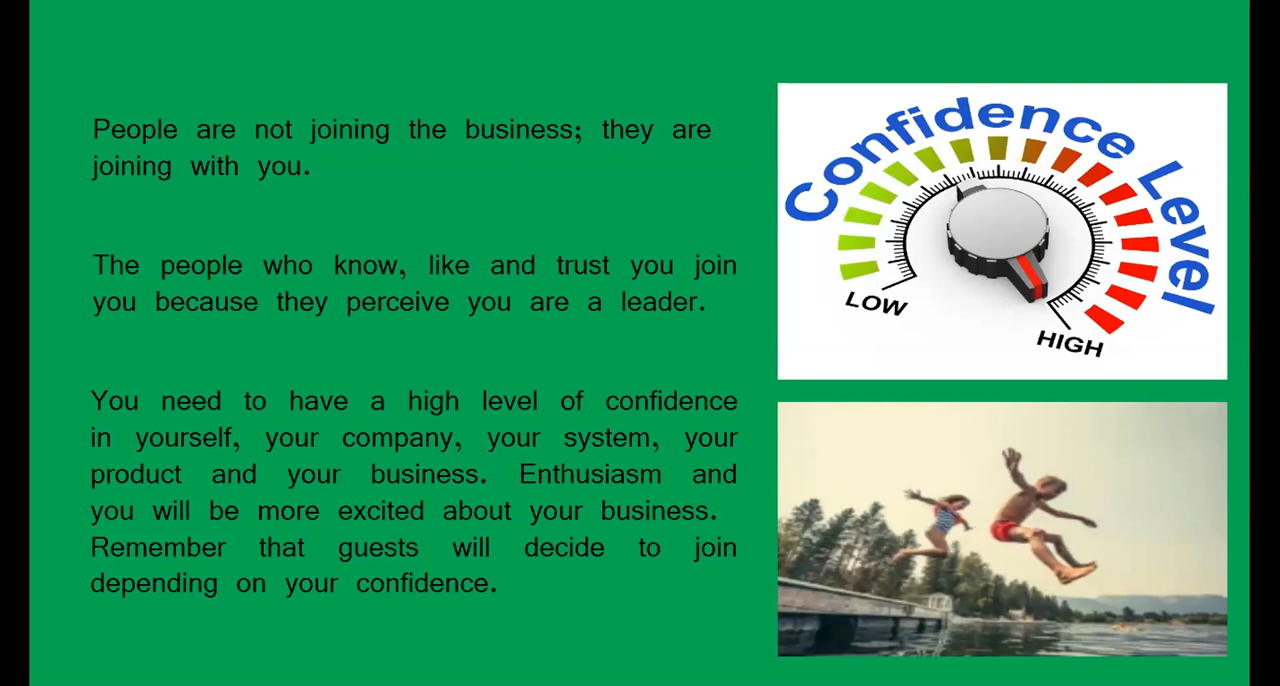 People are not joining the business; they are
joining with you.
The people who know, like and trust you join
you because they perceive you are a leader.
You need to have a high level of confidence
in yourself, your company, your system, your
product and your business. Enthusiasm and
you will be more excited about your business.
Remember that guests will decide to join
depending on your confidence.
Confidence Level
LOW
HIGH